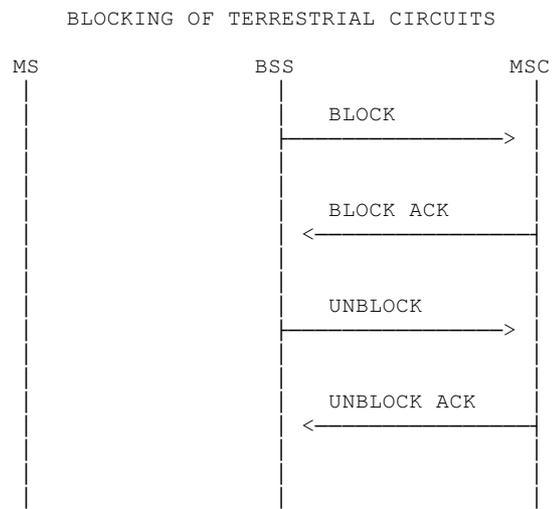 BLOCKING OF TERRESTRIAL CIRCUITS
MS BSS MSC
BLOCK
BLOCK ACK
UNBLOCK
UNBLOCK ACK